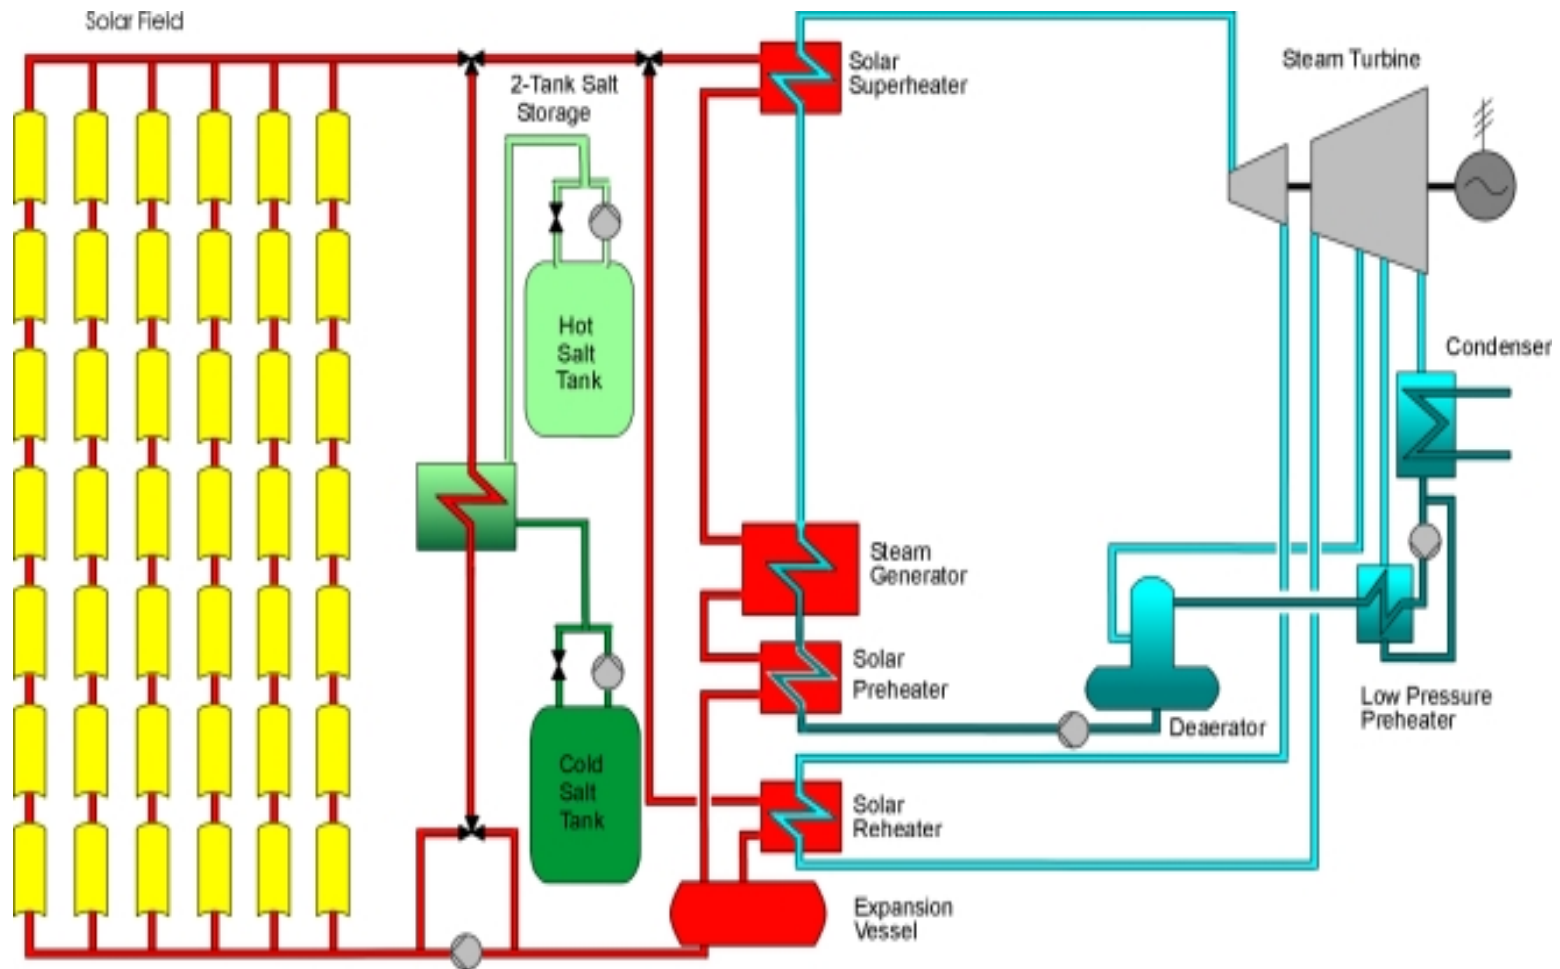 Solar Field
2-Tank Salt
Storage
Hot
Salt
Tank
Cold
Salt
Tank
Solar
Superheater
Steam Turbine
Condenser
Steam
Generator
Solar
Preheater
Deaerator
Low Pressure
Preheater
Solar
Reheater
Expansion
Vessel